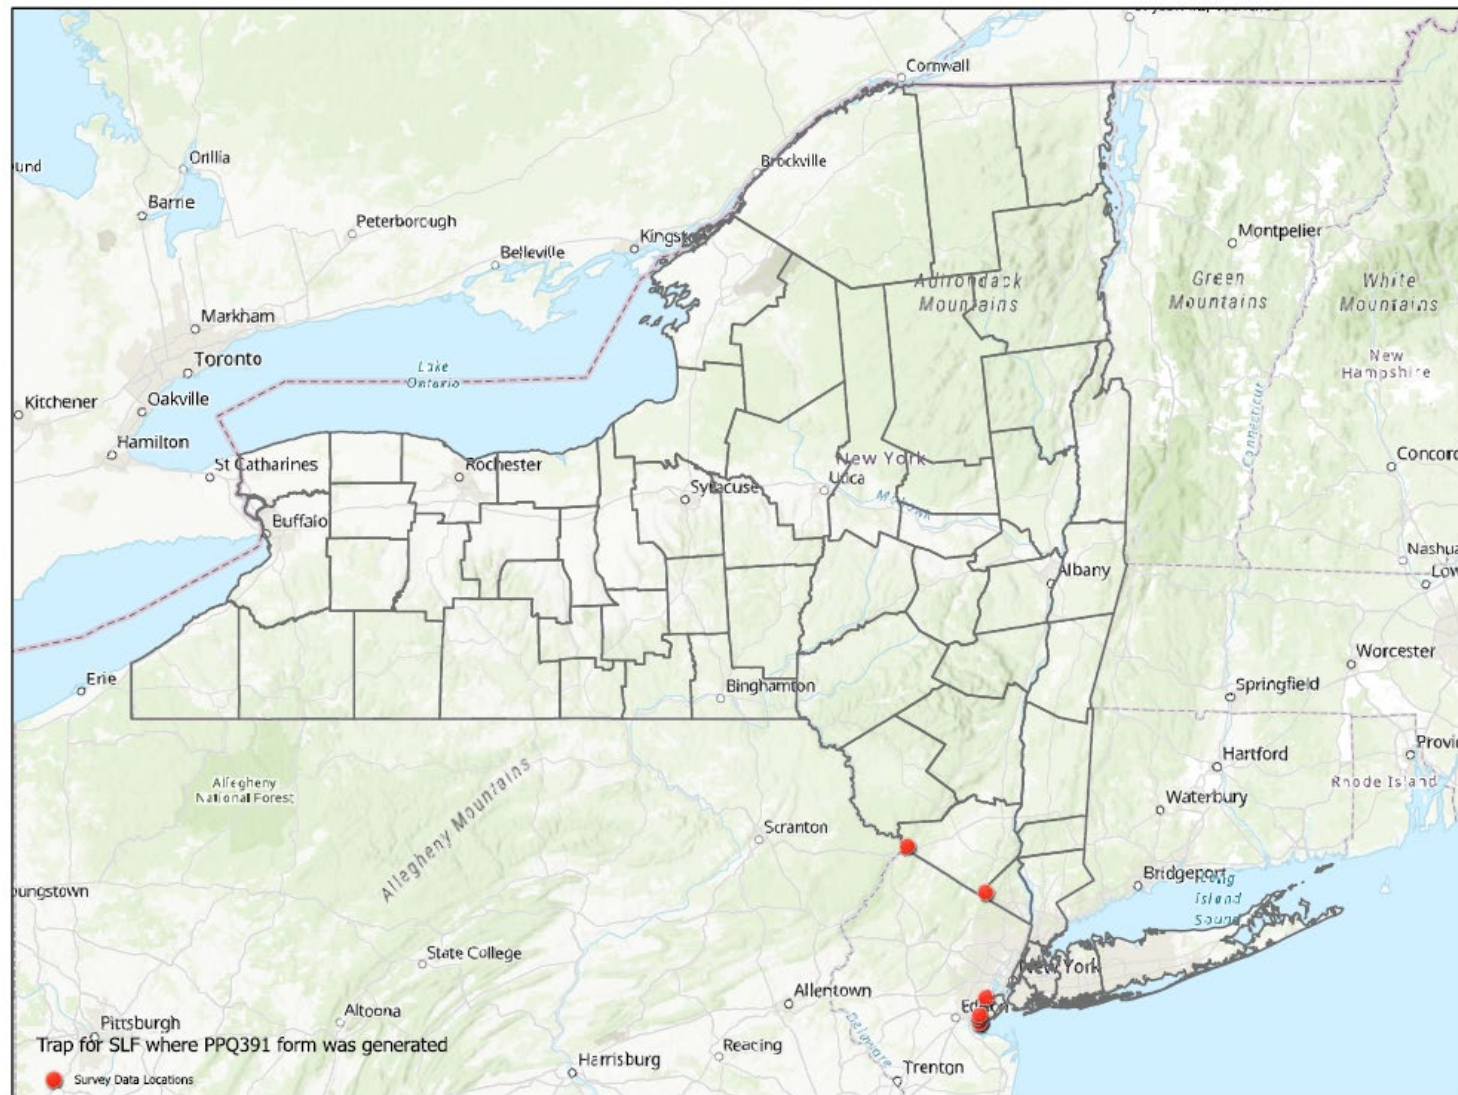 Cornwall
Orillia
Brockville
Barrie
Peterborough
Montpelier
Belleville
Adirondack
Mountains
Green
Mountains
White
Mountains
Markham
Toronto
Lake
Ontario
New
Hampshire
Kitchener
Oakville
Hamilton
Connecticut
St Catharines
Rochester
New York
Syracuse
Utica
Mohawk
Buffalo
Albany
Worcester
Erie
Binghamton
Springfield
Hartford
Allegheny
National Forest
Allegheny Mountains
Rhode Island
Waterbury
Scranton
Bridgeport
Long
Island
Sound
State College
New York
Allentown
Altoona
Pittsburgh
Trap for SLF where PPQ391 form was generated
Delaware
Reading
Harrisburg
Trenton
Survey Data Locations